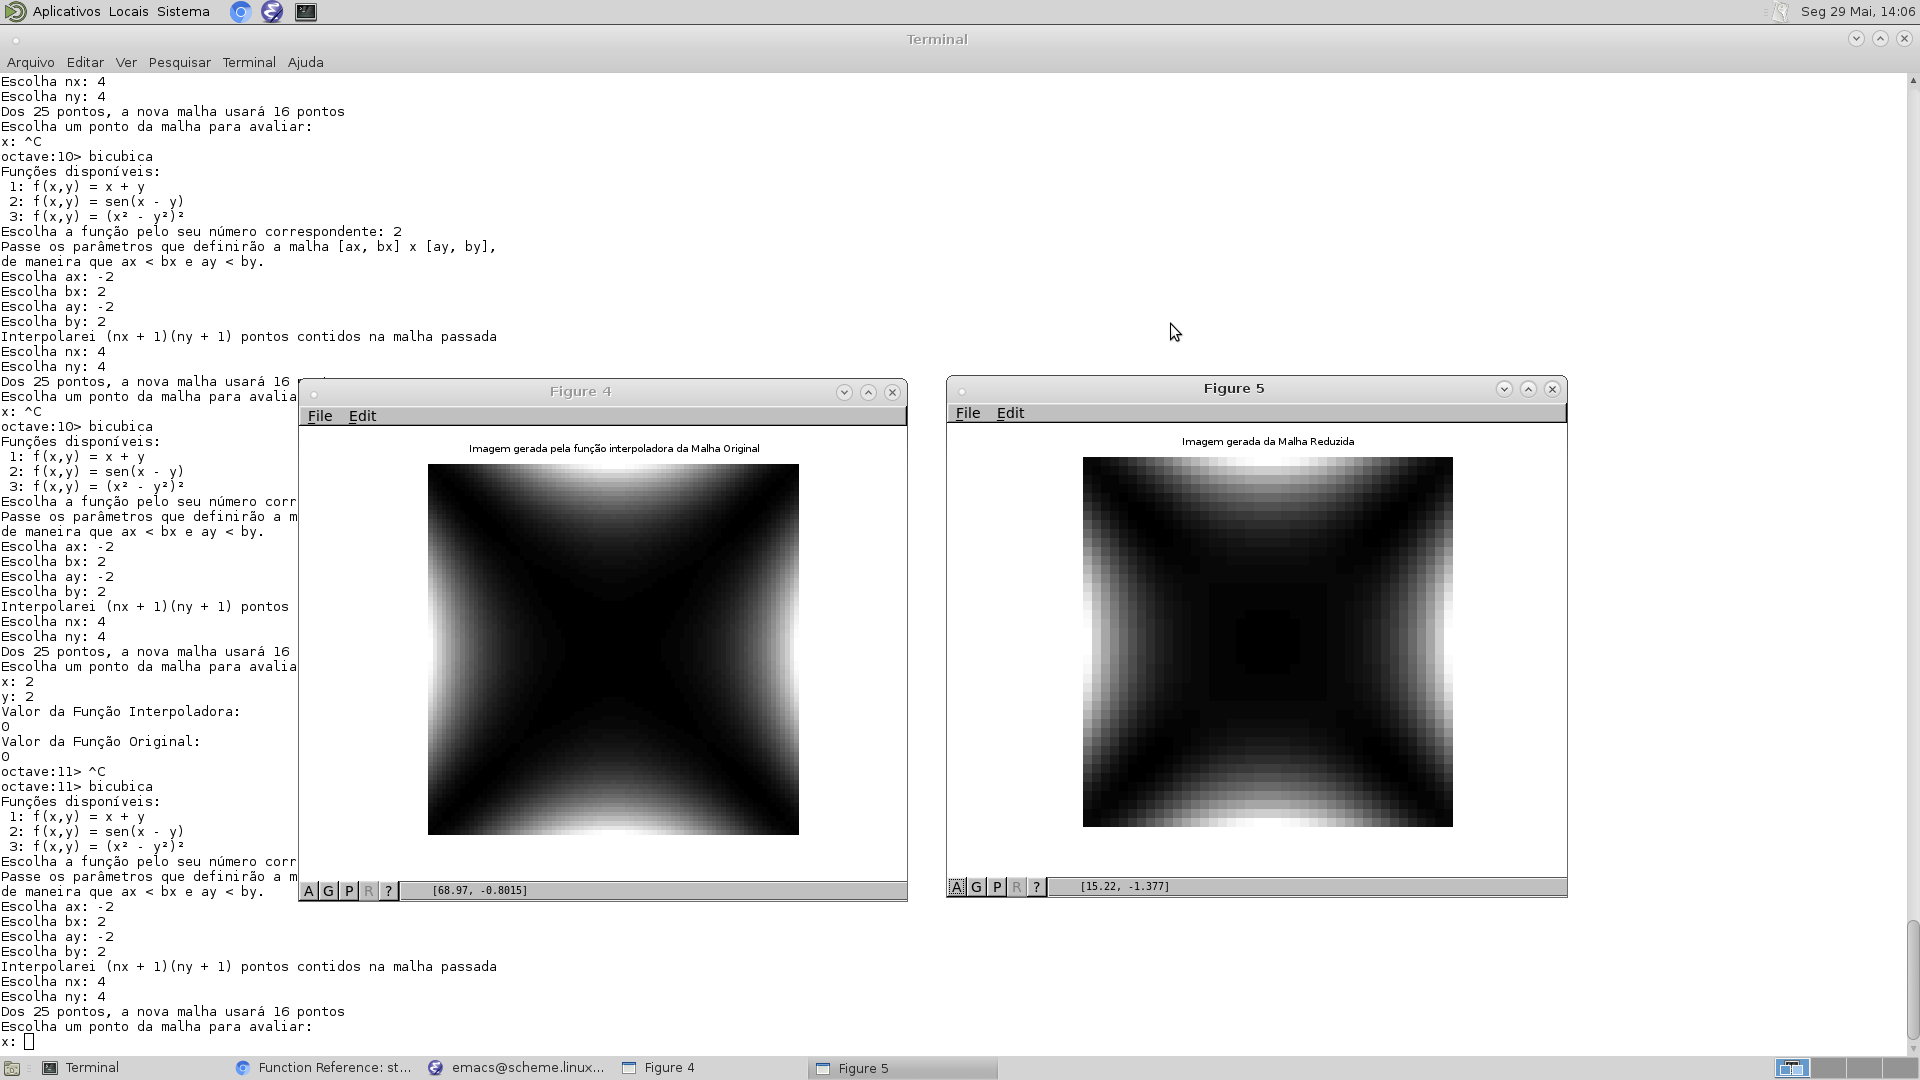 Aplicativos Locais Sistema
Seg 29 Mai, 14:06
Terminal
Arquivo Editar Ver Pesquisar Terminal Ajuda
Escolha nx: 4
Escolha ny: 4
Dos 25 pontos, a nova malha usará 16 pontos
Escolha um ponto da malha para avaliar:
x: ^C
octave:10> bicubica
Funções disponíveis:
1: f(x,y) = x + y
2: f(x,y) = sen(x - y)
3: f(x,y) = (x² - y²)²
Escolha a função pelo seu número correspondente: 2
Passe os parâmetros que definirão a malha [ax, bx] x [ay, by],
de maneira que ax < bx e ay < by.
Escolha ax: -2
Escolha bx: 2
Escolha ay: -2
Escolha by: 2
Interpolarei (nx + 1)(ny + 1) pontos contidos na malha passada
Escolha nx: 4
Escolha ny: 4
Dos 25 pontos, a nova malha usará 16
Escolha um ponto da malha para avalia
x: ^C
octave:10> bicubica
Funções disponíveis:
1: f(x,y) = x + y
2: f(x,y) = sen(x - y)
3: f(x,y) = (x² - y²)²
Escolha a função pelo seu número corr
Passe os parâmetros que definirão a m
de maneira que ax < bx e ay < by.
Escolha ax: -2
Escolha bx: 2
Escolha ay: -2
Escolha by: 2
Interpolarei (nx + 1)(ny + 1) pontos
Escolha nx: 4
Escolha ny: 4
Dos 25 pontos, a nova malha usará 16
Escolha um ponto da malha para avalia
x: 2
y: 2
Valor da Função Interpoladora:
0
Valor da Função Original:
0
octave:11> ^C
octave:11> bicubica
Funções disponíveis:
1: f(x,y) = x + y
2: f(x,y) = sen(x - y)
3: f(x,y) = (x² - y²)²
Escolha a função pelo seu número corr
Passe os parâmetros que definirão a m
de maneira que ax < bx e ay < by.
Escolha ax: -2
Escolha bx: 2
Escolha ay: -2
Escolha by: 2
Interpolarei (nx + 1)(ny + 1) pontos contidos na malha passada
Escolha nx: 4
Escolha ny: 4
Dos 25 pontos, a nova malha usará 16 pontos
Escolha um ponto da malha para avaliar:
x:
Figure 4
File Edit
Imagem gerada pela função interpoladora da Malha Original
A G P R ? [68.97, -0.8015]
Figure 5
File Edit
Imagem gerada da Malha Reduzida
A G P R ? [15.22, -1.377]
Terminal
Function Reference: st...
emacs@scheme.linux...
Figure 4
Figure 5